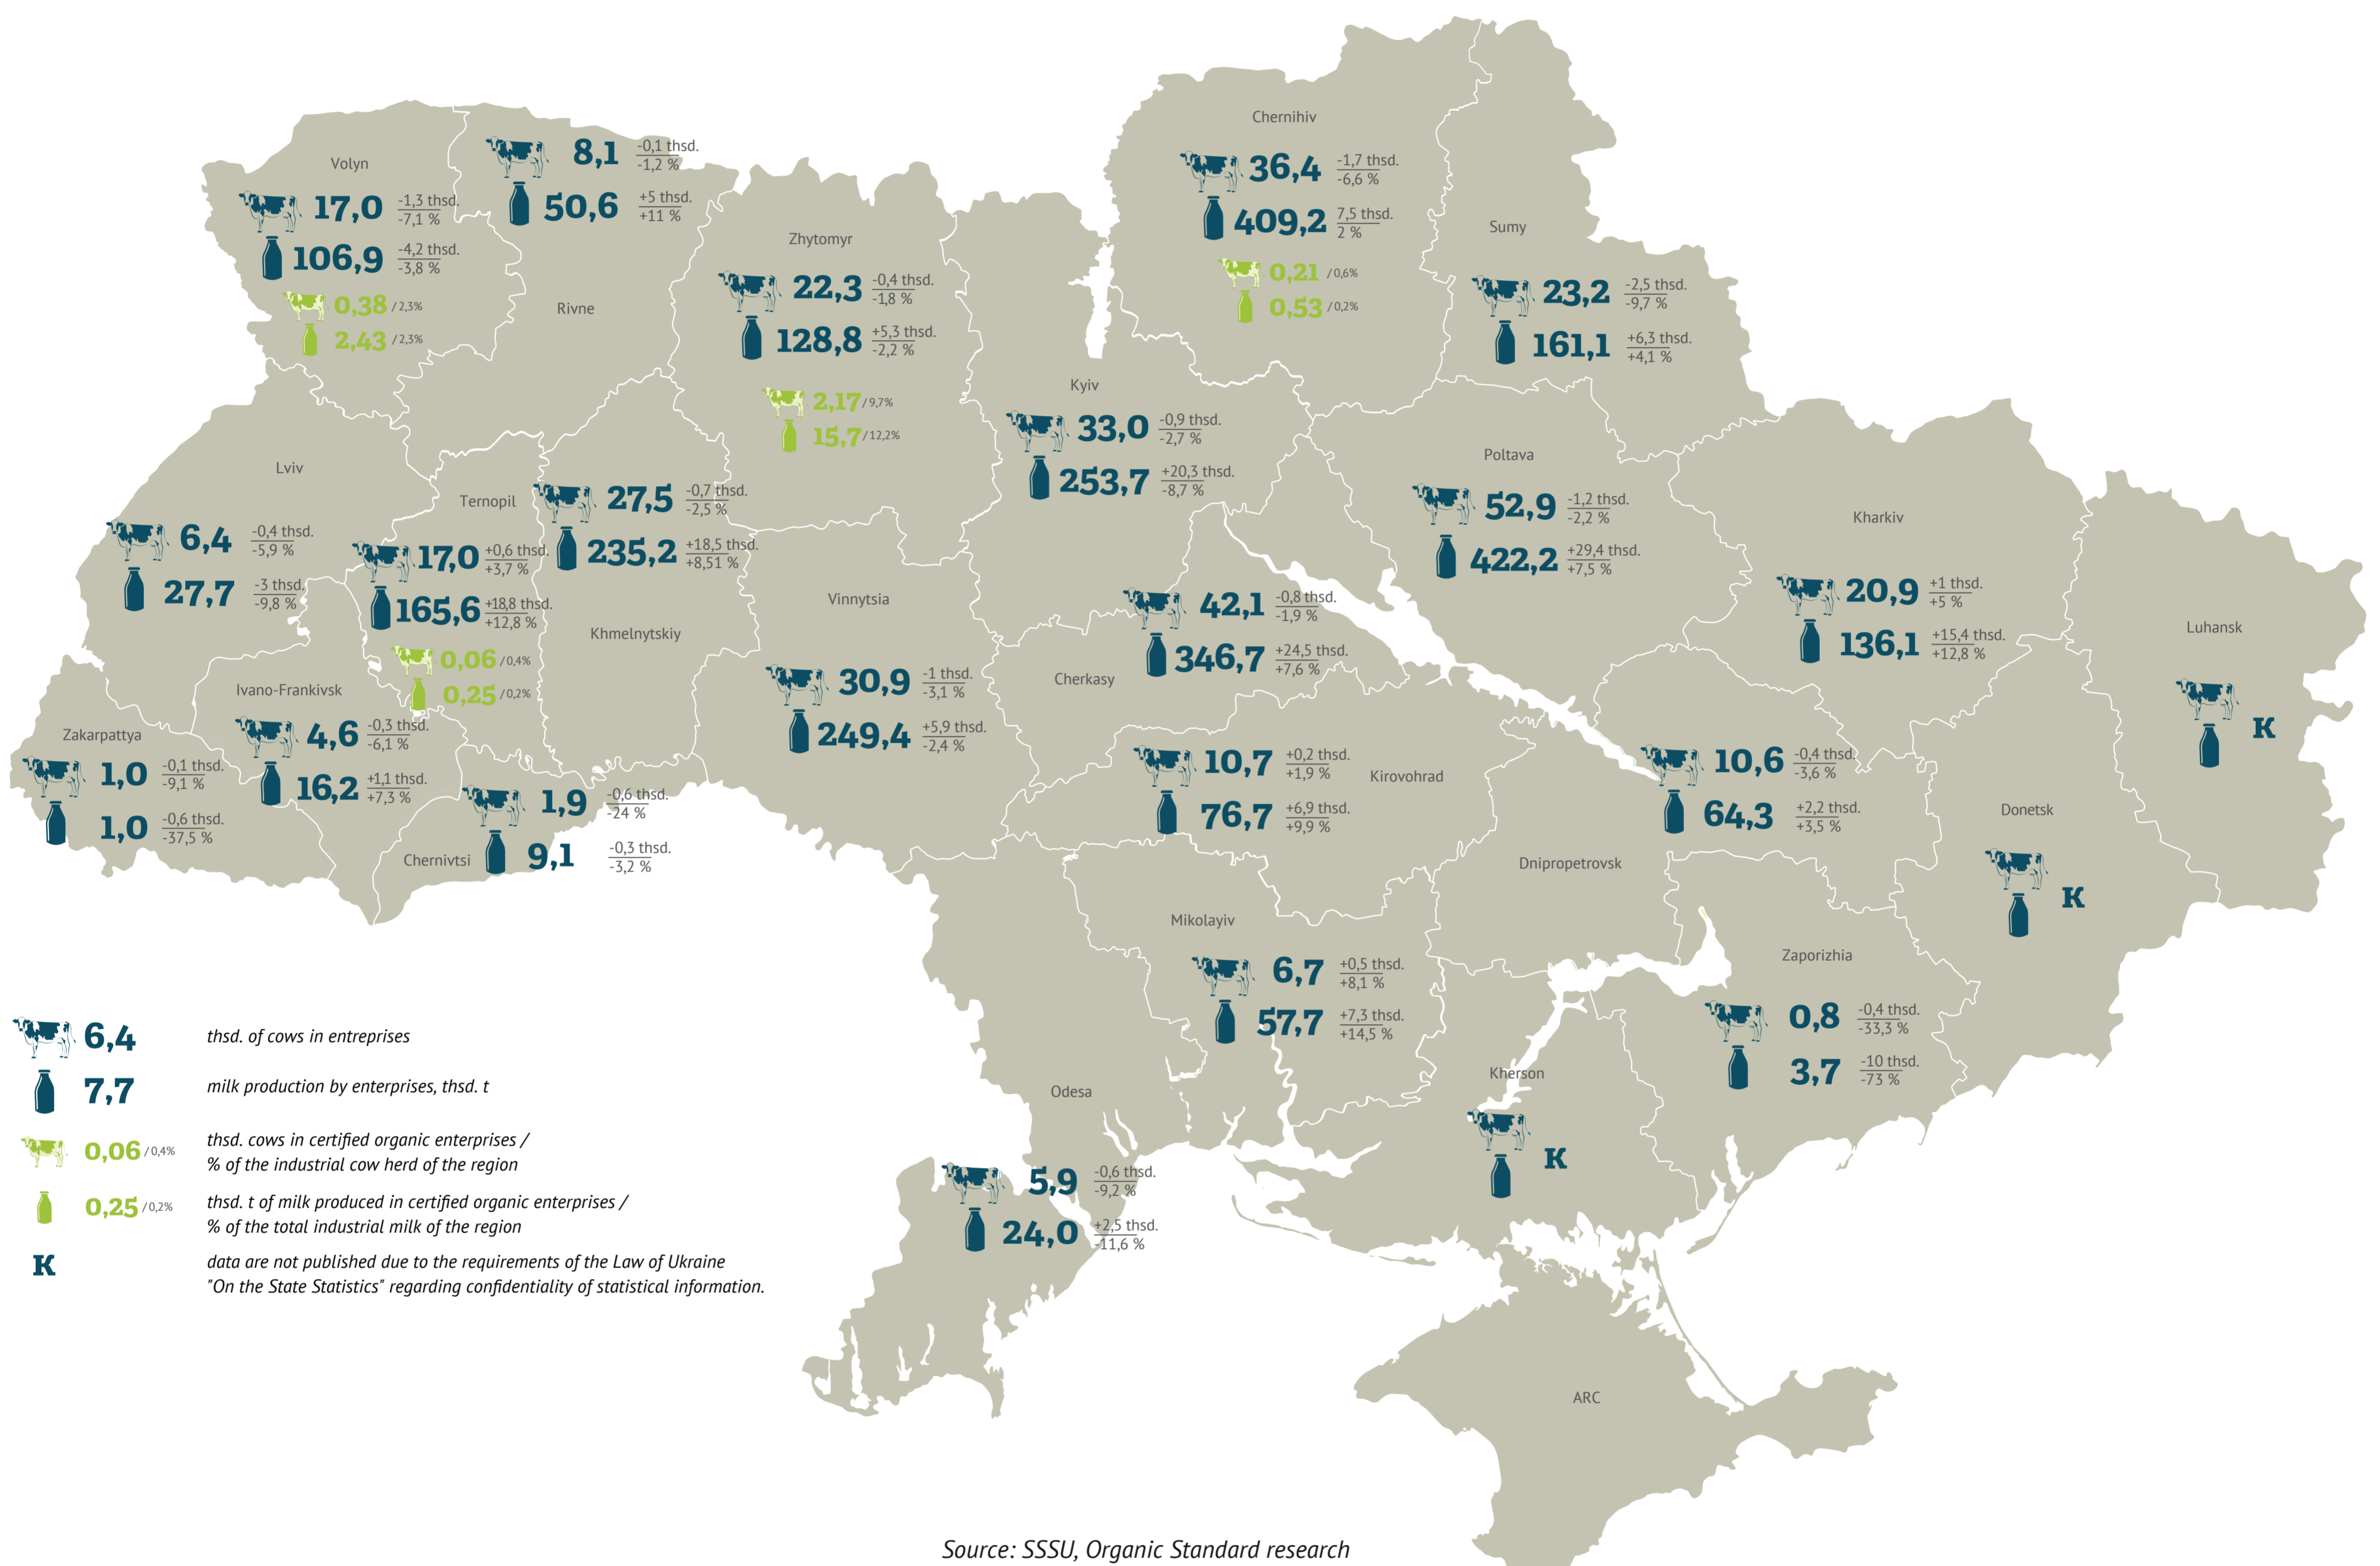 Volyn
17,0 -1,3 thsd.
-7,1 %
106,9 -4,2 thsd.
-3,8 %
0,38 / 2,3%
2,43 / 2,3%
8,1 -0,1 thsd.
-1,2 %
50,6 +5 thsd.
+11 %
Rivne
Zhytomyr
22,3 -0,4 thsd.
-1,8 %
128,8 +5,3 thsd.
-2,2 %
2,17 / 9,7%
15,7 / 12,2%
Chernihiv
36,4 -1,7 thsd.
-6,6 %
409,2 7,5 thsd.
2 %
0,21 / 0,6%
0,53 / 0,2%
Sumy
23,2 -2,5 thsd.
-9,7 %
161,1 +6,3 thsd.
+4,1 %
Kyiv
33,0 -0,9 thsd.
-2,7 %
253,7 +20,3 thsd.
-8,7 %
Lviv
6,4 -0,4 thsd.
-5,9 %
27,7 -3 thsd.
-9,8 %
Ternopil
17,0 +0,6 thsd.
+3,7 %
165,6 +18,8 thsd.
+12,8 %
0,06 / 0,4%
0,25 / 0,2%
27,5 -0,7 thsd.
-2,5 %
235,2 +18,5 thsd.
+8,51 %
Khmelnytskiy
Vinnytsia
30,9 -1 thsd.
-3,1 %
249,4 +5,9 thsd.
-2,4 %
Poltava
52,9 -1,2 thsd.
-2,2 %
422,2 +29,4 thsd.
+7,5 %
Kharkiv
20,9 +1 thsd.
+5 %
136,1 +15,4 thsd.
+12,8 %
Luhansk
K
Cherkasy
42,1 -0,8 thsd.
-1,9 %
346,7 +24,5 thsd.
+7,6 %
Zakarpattya
1,0 -0,1 thsd.
-9,1 %
1,0 -0,6 thsd.
-37,5 %
Ivano-Frankivsk
4,6 -0,3 thsd.
-6,1 %
16,2 +1,1 thsd.
+7,3 %
1,9 -0,6 thsd.
-24 %
Chernivtsi
9,1 -0,3 thsd.
-3,2 %
10,7 +0,2 thsd.
+1,9 %
Kirovohrad
76,7 +6,9 thsd.
+9,9 %
10,6 -0,4 thsd.
-3,6 %
64,3 +2,2 thsd.
+3,5 %
Dnipropetrovsk
Donetsk
K
Mikolayiv
6,7 +0,5 thsd.
+8,1 %
57,7 +7,3 thsd.
+14,5 %
Zaporizhia
0,8 -0,4 thsd.
-33,3 %
3,7 -10 thsd.
-73 %
Kherson
K
Odesa
5,9 -0,6 thsd.
-9,2 %
24,0 +2,5 thsd.
-11,6 %
ARC
6,4 thsd. of cows in entreprises
7,7 milk production by enterprises, thsd. t
0,06 / 0,4% thsd. cows in certified organic enterprises /
% of the industrial cow herd of the region
0,25 / 0,2% thsd. t of milk produced in certified organic enterprises /
% of the total industrial milk of the region
K data are not published due to the requirements of the Law of Ukraine
"On the State Statistics" regarding confidentiality of statistical information.
Source: SSSU, Organic Standard research